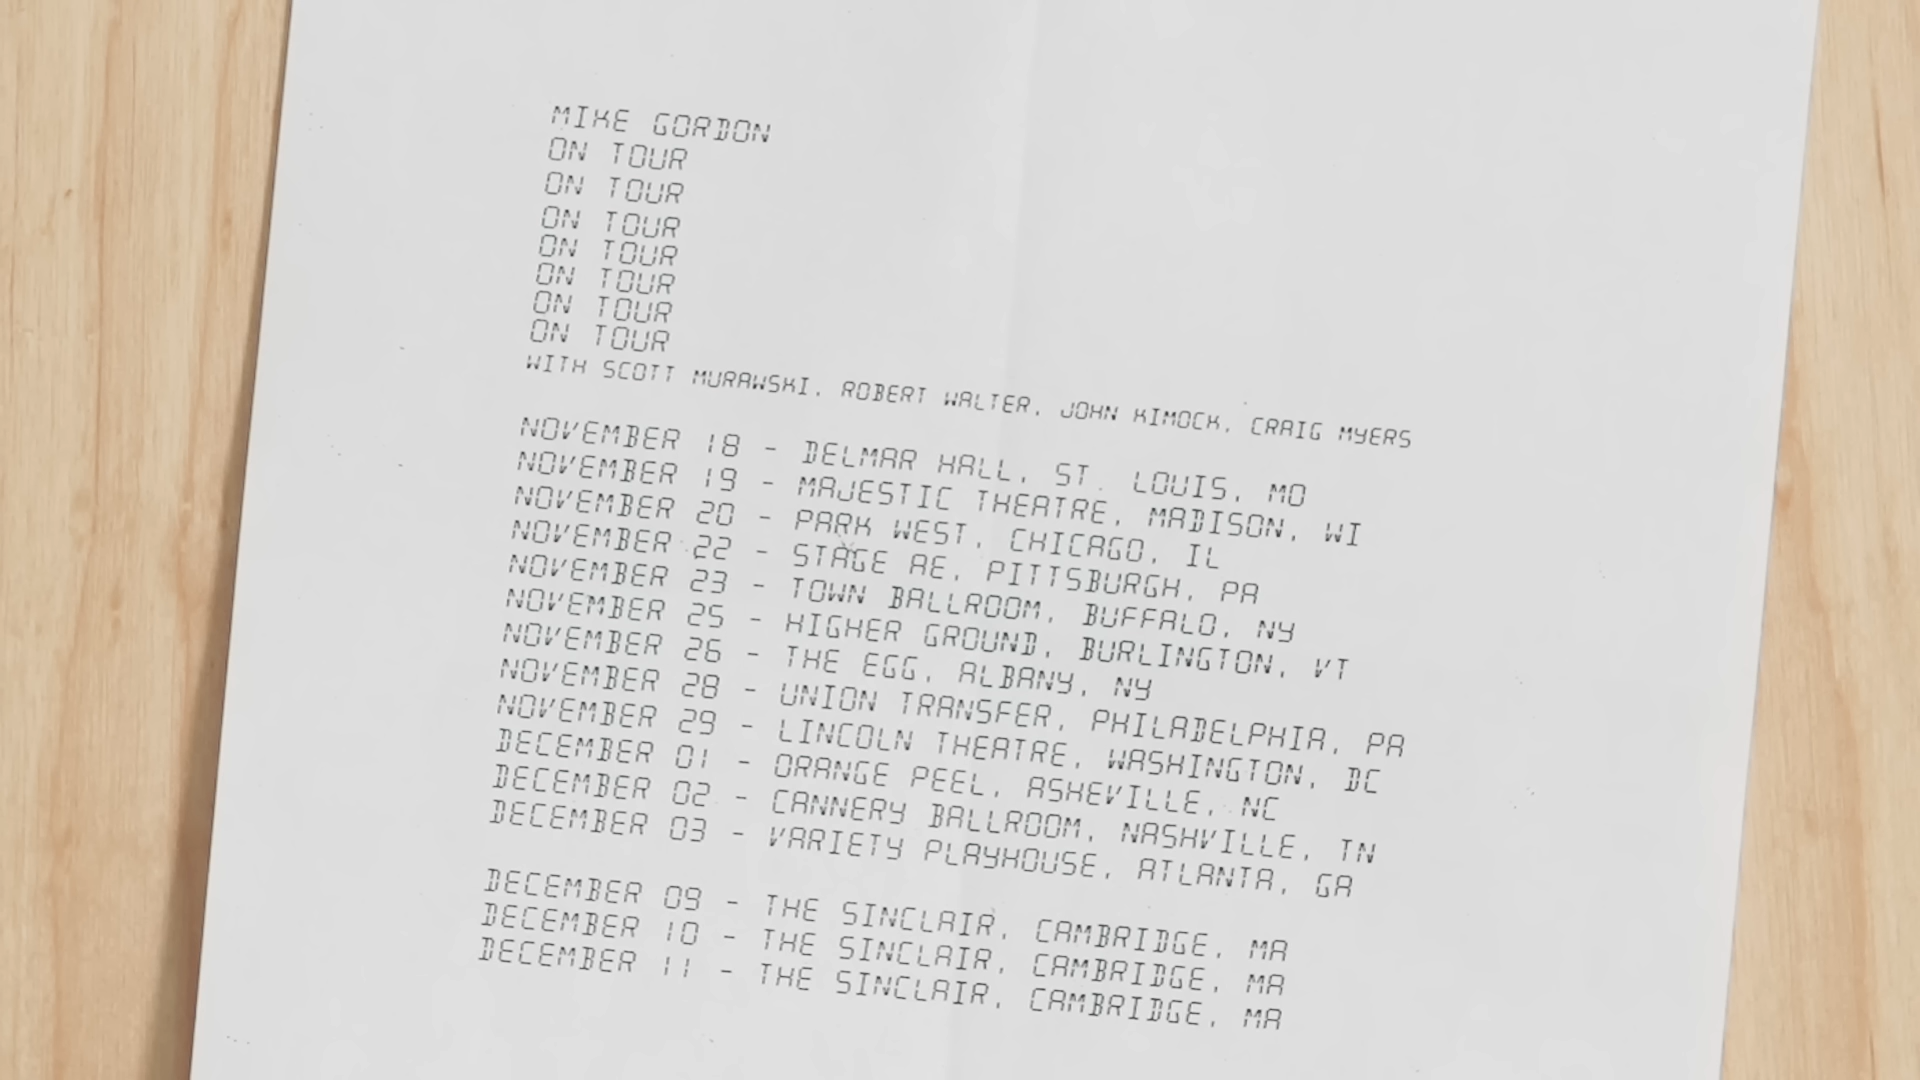 MIKE GORDON
ON TOUR
ON TOUR
ON TOUR
ON TOUR
ON TOUR
ON TOUR
ON TOUR
WITH SCOTT MURAWSKI, ROBERT WALTER, JOHN KIMOCK, CRAIG MYERS
NOVEMBER 18 - DELMAR HALL, ST. LOUIS, MO
NOVEMBER 19 - MAJESTIC THEATRE, MADISON, WI
NOVEMBER 20 - PARK WEST, CHICAGO, IL
NOVEMBER 22 - STAGE AE, PITTSBURGH, PA
NOVEMBER 23 - TOWN BALLROOM, BUFFALO, NY
NOVEMBER 25 - HIGHER GROUND, BURLINGTON, VT
NOVEMBER 26 - THE EGG, ALBANY, NY
NOVEMBER 28 - UNION TRANSFER, PHILADELPHIA, PA
NOVEMBER 29 - LINCOLN THEATRE, WASHINGTON, DC
DECEMBER 01 - ORANGE PEEL, ASHEVILLE, NC
DECEMBER 02 - CANNERY BALLROOM, NASHVILLE, TN
DECEMBER 03 - VARIETY PLAYHOUSE, ATLANTA, GA
DECEMBER 09 - THE SINCLAIR, CAMBRIDGE, MA
DECEMBER 10 - THE SINCLAIR, CAMBRIDGE, MA
DECEMBER 11 - THE SINCLAIR, CAMBRIDGE, MA